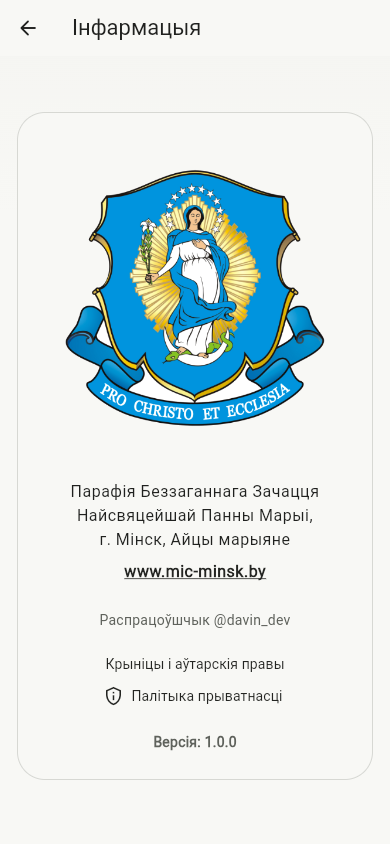 Інфармацыя
PRO CHRISTO ET ECCLESIA
Парафія Беззаганнага Зачацця
Найсвяцейшай Панны Марыі,
г. Мінск, Айцы марыяне
www.mic-minsk.by
Распрацоўшчык @davin_dev
Крыніцы і аўтарскія правы
Палітыка прыватнасці
Версія: 1.0.0